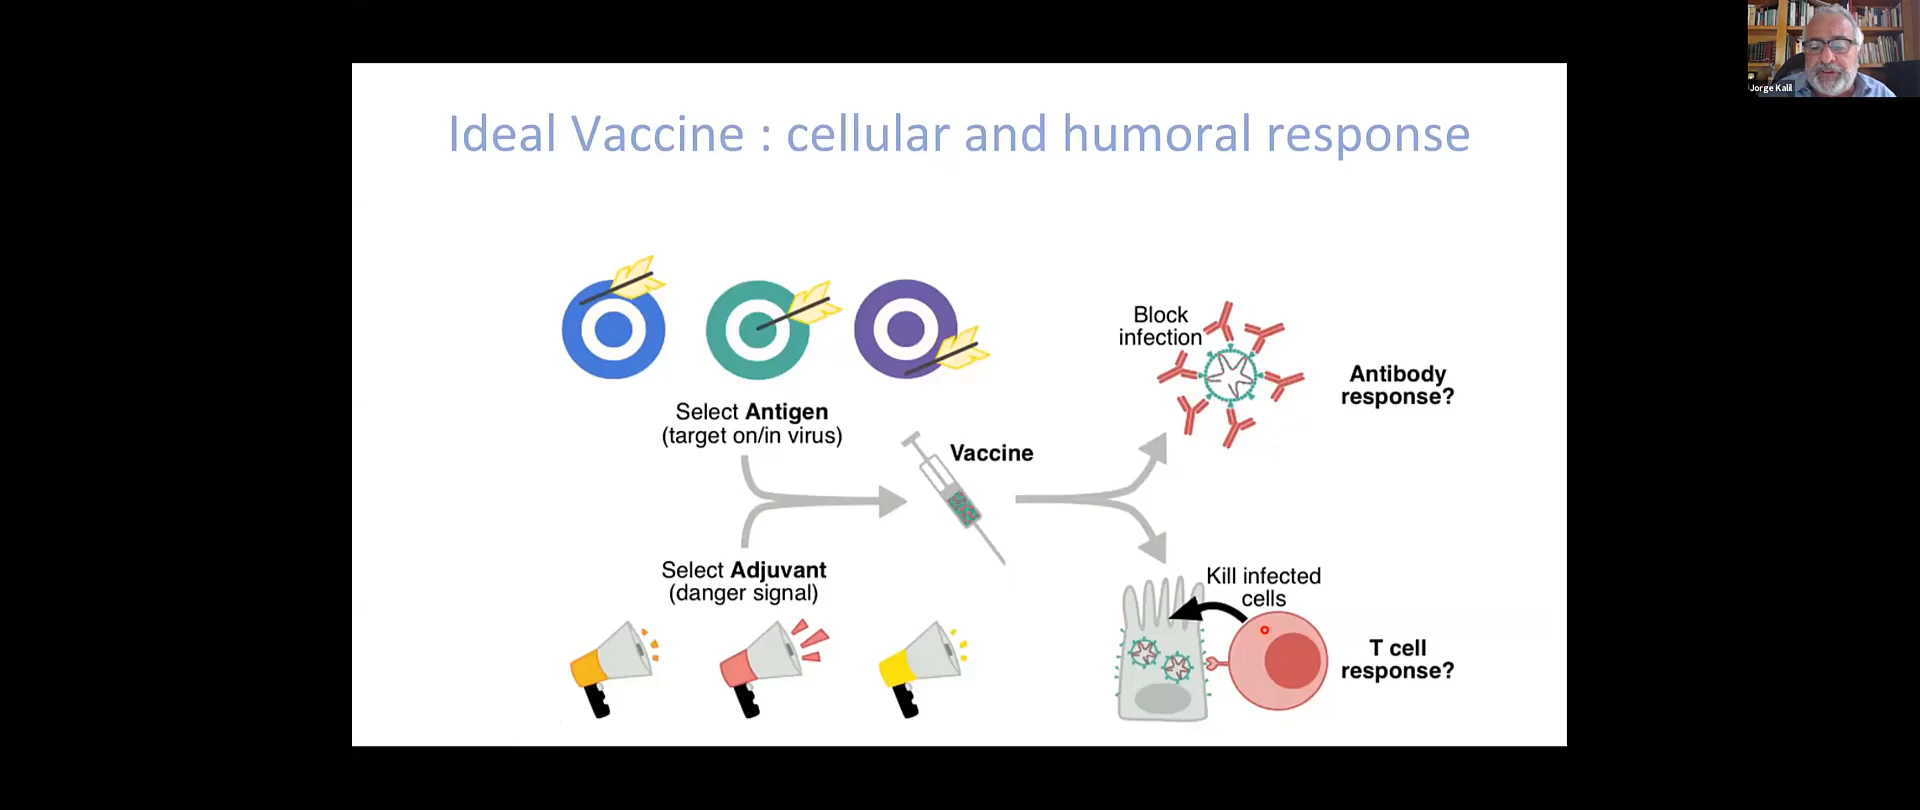 Jorge Kalil
Ideal Vaccine : cellular and humoral response
Select Antigen
(target on/in virus)
Vaccine
Select Adjuvant
(danger signal)
Block
infection
Antibody
response?
Kill infected
cells
T cell
response?